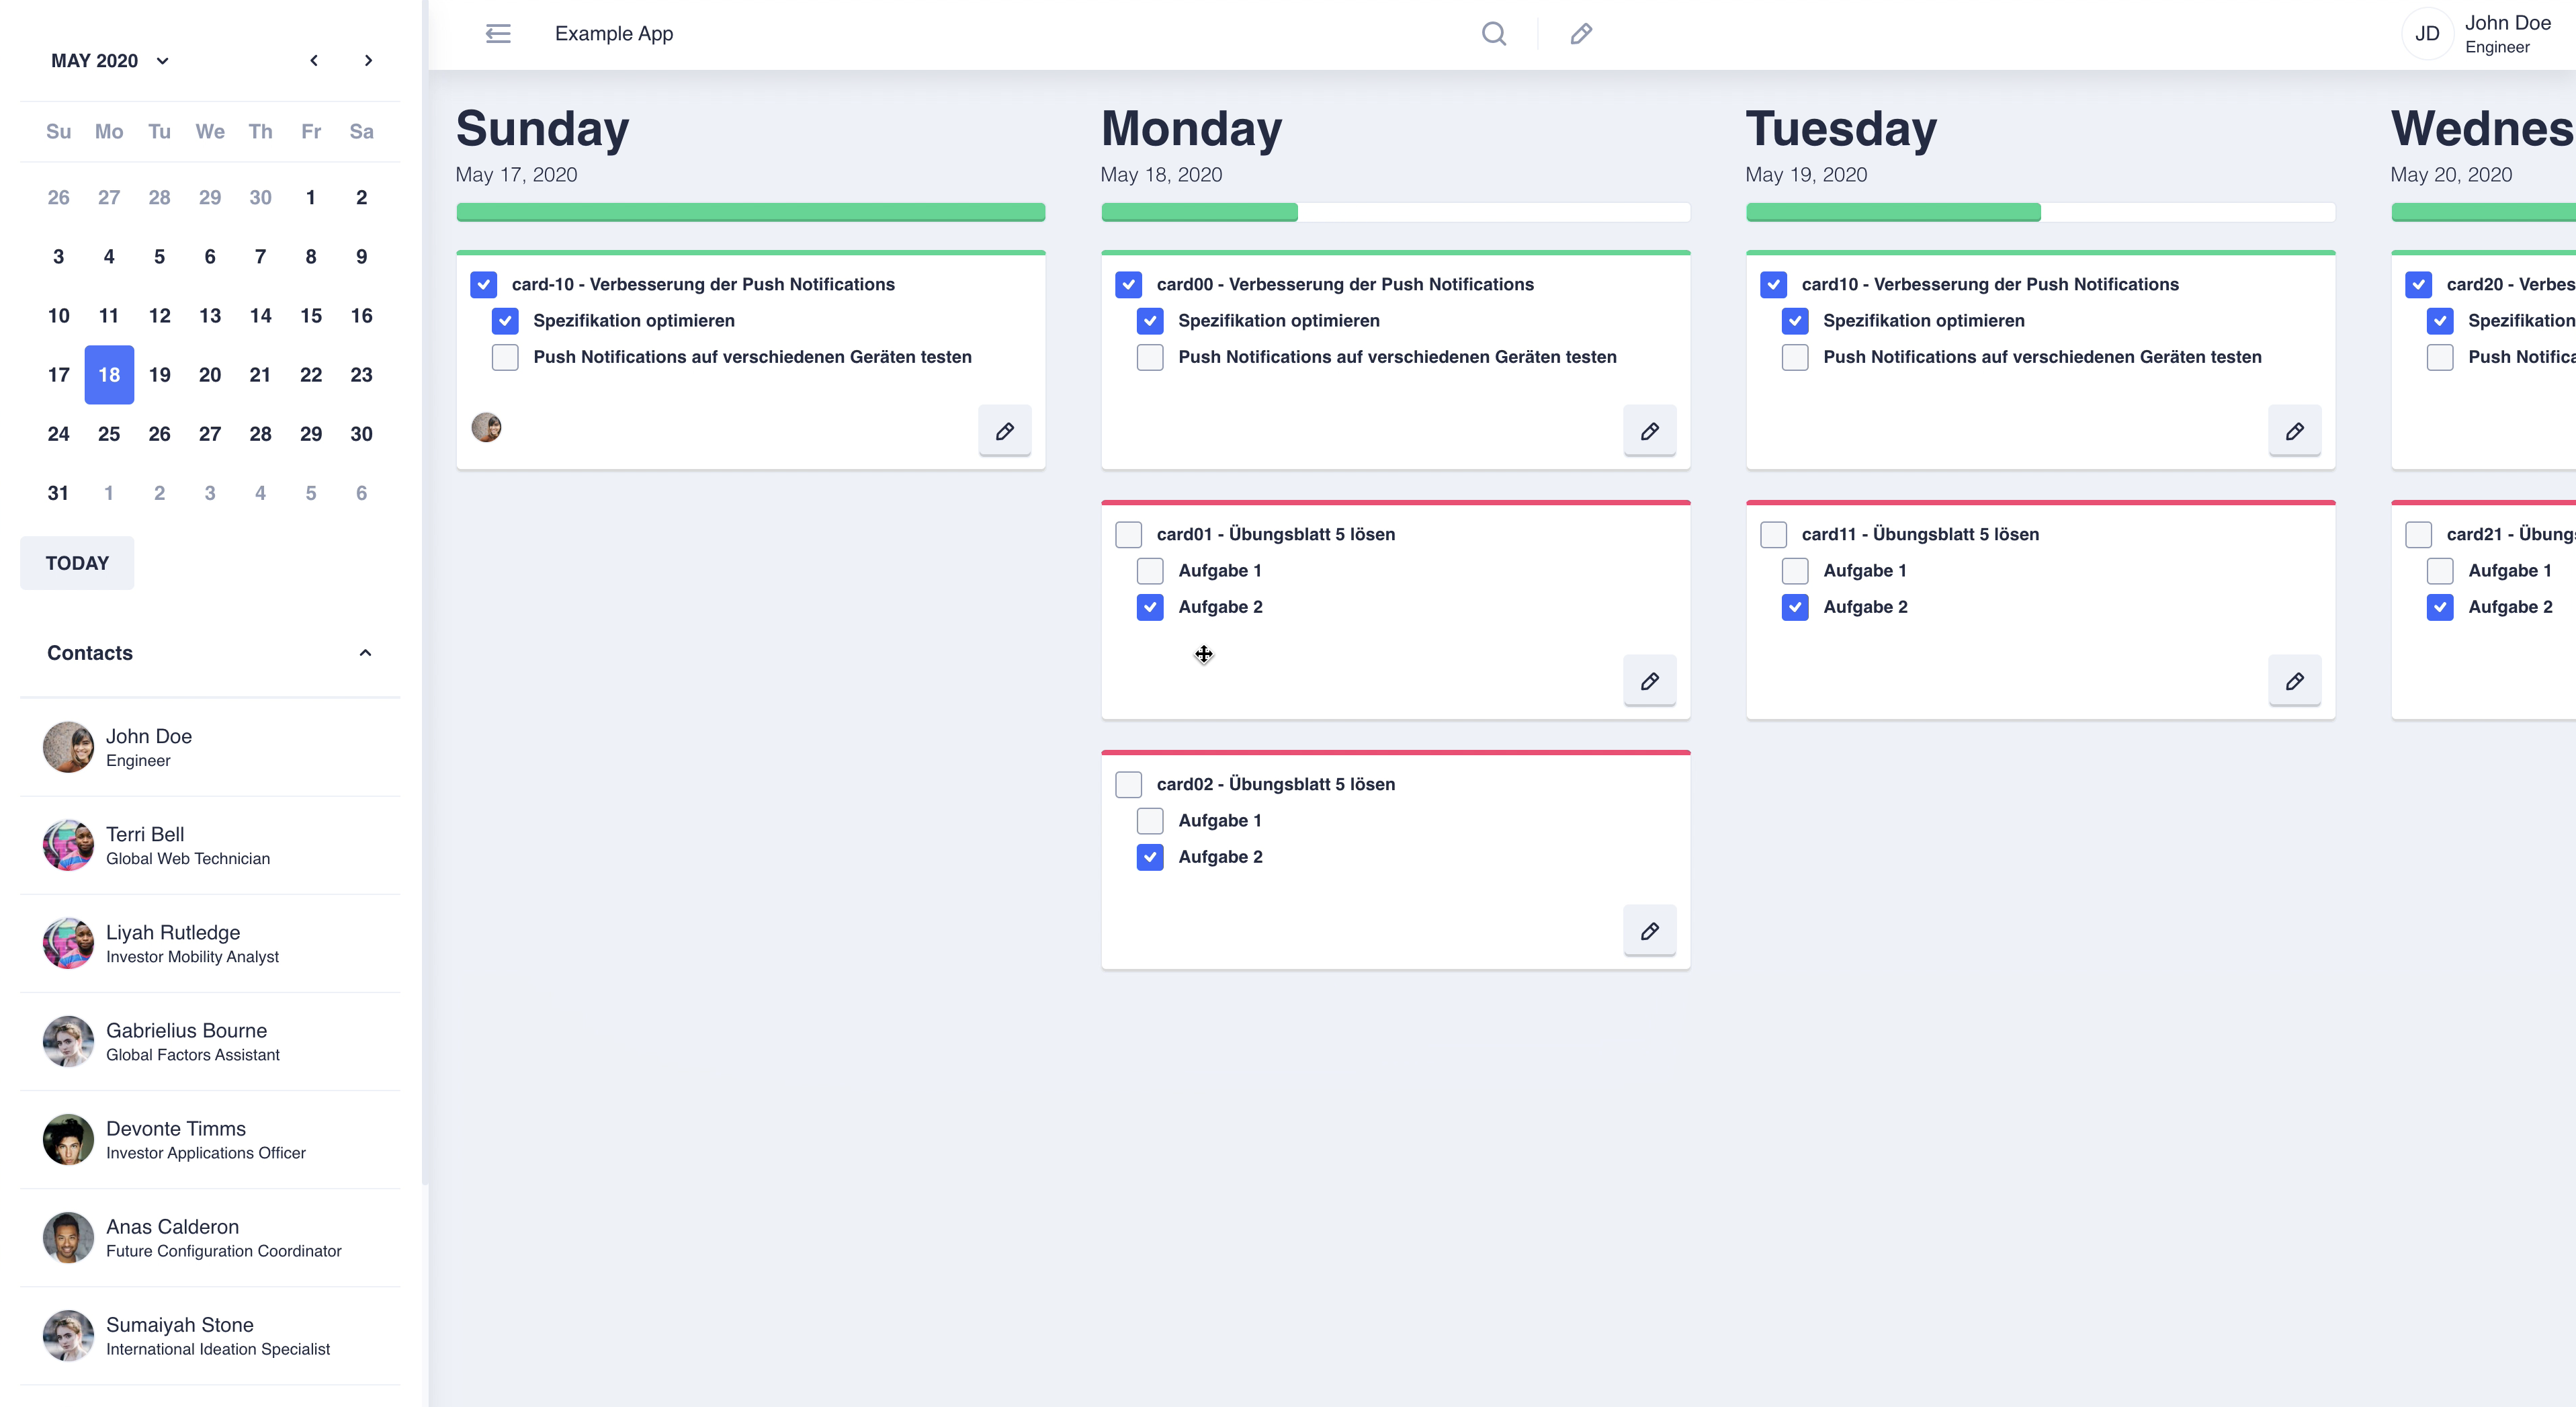 MAY 2020
Su Mo Tu We Th Fr Sa
26 27 28 29 30 1 2
3 4 5 6 7 8 9
10 11 12 13 14 15 16
17 18 19 20 21 22 23
24 25 26 27 28 29 30
31 1 2 3 4 5 6
TODAY
Contacts
John Doe
Engineer
Terri Bell
Global Web Technician
Liyah Rutledge
Investor Mobility Analyst
Gabrielius Bourne
Global Factors Assistant
Devonte Timms
Investor Applications Officer
Anas Calderon
Future Configuration Coordinator
Sumaiyah Stone
International Ideation Specialist
Example App
JD
John Doe
Engineer
Sunday
May 17, 2020
card-10 - Verbesserung der Push Notifications
Spezifikation optimieren
Push Notifications auf verschiedenen Geräten testen
Monday
May 18, 2020
card00 - Verbesserung der Push Notifications
Spezifikation optimieren
Push Notifications auf verschiedenen Geräten testen
card01 - Übungsblatt 5 lösen
Aufgabe 1
Aufgabe 2
card02 - Übungsblatt 5 lösen
Aufgabe 1
Aufgabe 2
Tuesday
May 19, 2020
card10 - Verbesserung der Push Notifications
Spezifikation optimieren
Push Notifications auf verschiedenen Geräten testen
card11 - Übungsblatt 5 lösen
Aufgabe 1
Aufgabe 2
Wednes
May 20, 2020
card20 - Verbes
Spezifikation
Push Notifica
card21 - Übung
Aufgabe 1
Aufgabe 2